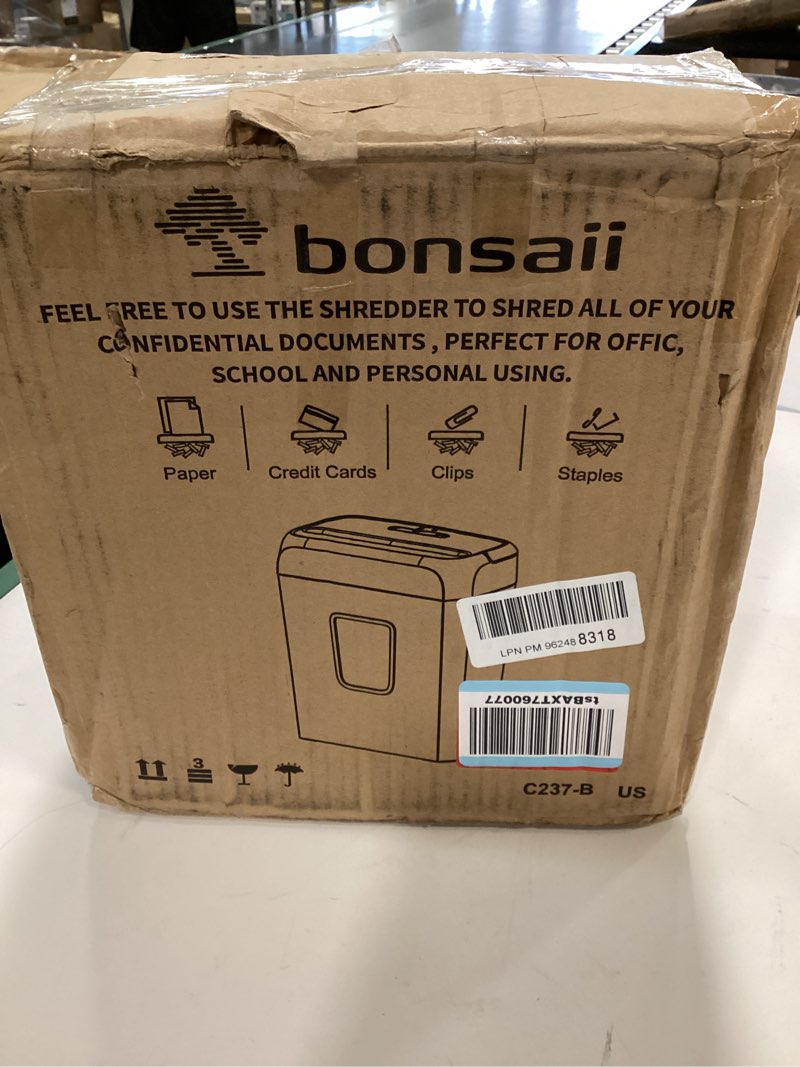 bonsaii
FEEL FREE TO USE THE SHREDDER TO SHRED ALL OF YOUR
CONFIDENTIAL DOCUMENTS , PERFECT FOR OFFIC,
SCHOOL AND PERSONAL USING.
Paper
Credit Cards
Clips
Staples
LPN PM 96248 8318
tsBAXT760077
3
C237-B US